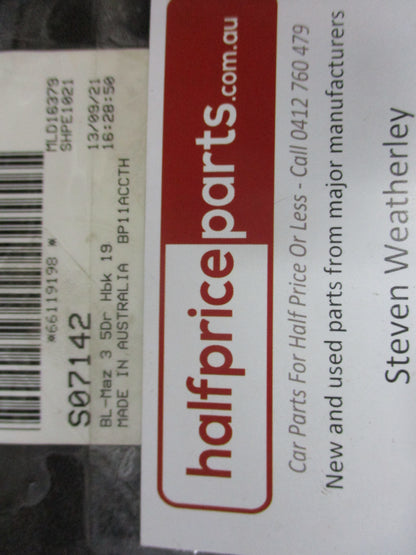 *66119198 *
MLD16379
SHPE1021
S07142
13/09/21
16:28:50
BL-Maz 3 5Dr Hbk 19
MADE IN AUSTRALIA BP11ACCTH
halfpriceparts.com.au
Car Parts For Half Price Or Less - Call 0412 760 479
New and used parts from major manufacturers
Steven Weatherley